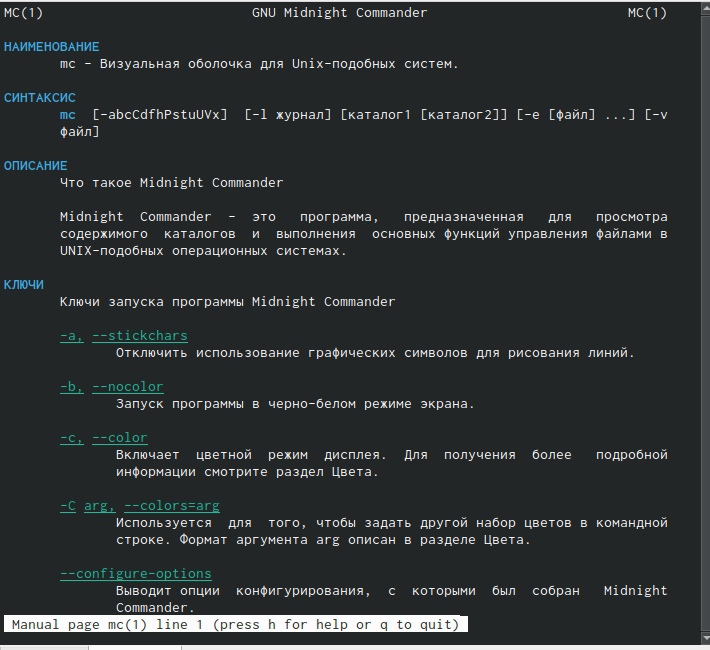 MC(1) GNU Midnight Commander MC(1)
НАИМЕНОВАНИЕ
mc - Визуальная оболочка для Unix-подобных систем.
СИНТАКСИС
mc [-abcCdfhPstuUVx] [-l журнал] [каталог1 [каталог2]] [-e [файл] ...] [-v
файл]
ОПИСАНИЕ
Что такое Midnight Commander
Midnight Commander - это программа, предназначенная для просмотра
содержимого каталогов и выполнения основных функций управления файлами в
UNIX-подобных операционных системах.
КЛЮЧИ
Ключи запуска программы Midnight Commander
-a, --stickchars
Отключить использование графических символов для рисования линий.
-b, --nocolor
Запуск программы в черно-белом режиме экрана.
-c, --color
Включает цветной режим дисплея. Для получения более подробной
информации смотрите раздел Цвета.
-C arg, --colors=arg
Используется для того, чтобы задать другой набор цветов в командной
строке. Формат аргумента arg описан в разделе Цвета.
--configure-options
Выводит опции конфигурирования, с которыми был собран Midnight
Commander.
Manual page mc(1) line 1 (press h for help or q to quit)